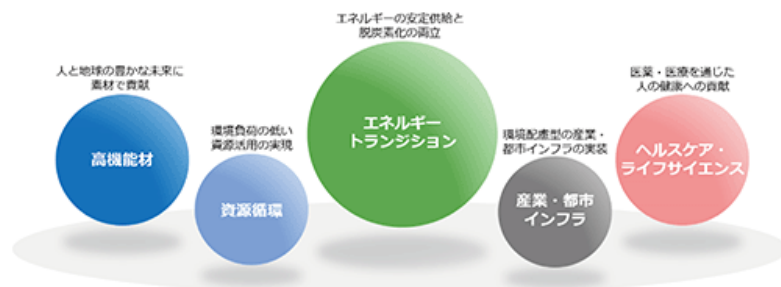 エネルギーの安定供給と
脱炭素化の両立
人と地球の豊かな未来に
素材で貢献
医薬・医療を通じた
人の健康への貢献
環境負荷の低い
資源活用の実現
エネルギー
トランジション
環境配慮型の産業・
都市インフラの実装
高機能材
ヘルスケア・
ライフサイエンス
資源循環
産業・都市
インフラ